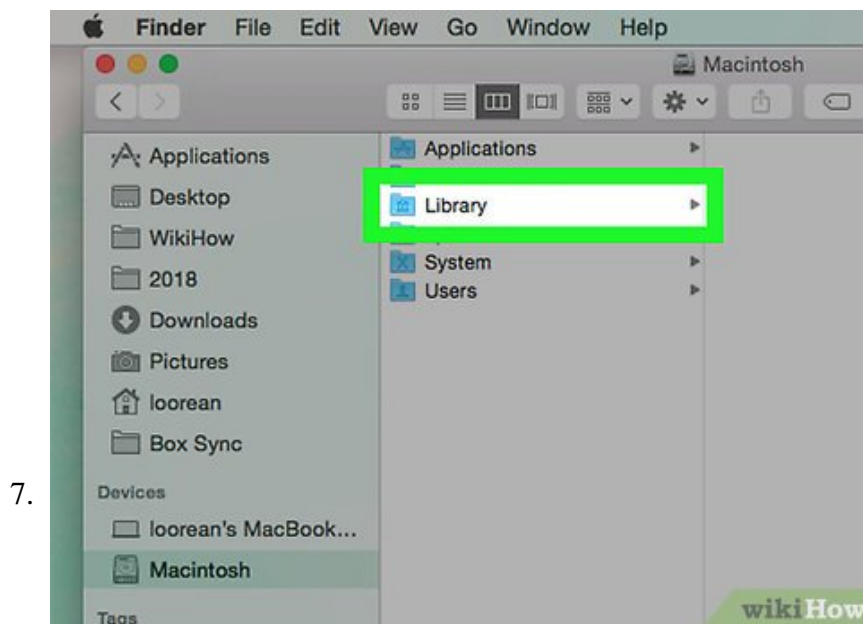 Finder File Edit View Go Window Help
Macintosh
Applications
Desktop
WikiHow
2018
Downloads
Pictures
loorean
Box Sync
Devices
loorean's MacBook...
Macintosh
Tags
Applications
Library
System
Users
7.
wikiHow